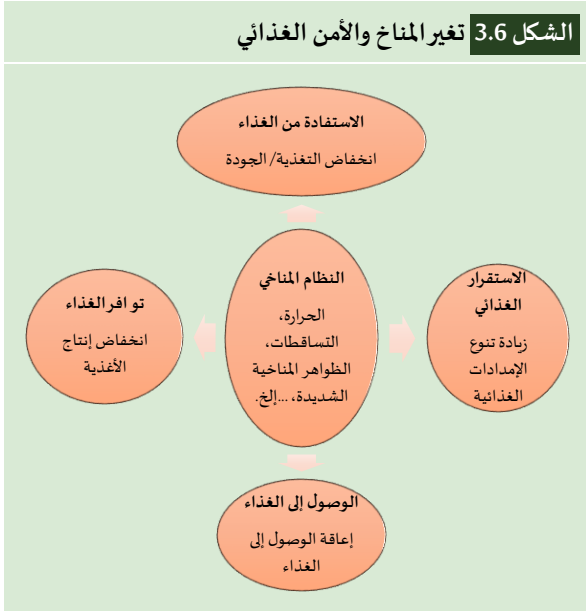 الشكل 3.6 تغير المناخ والأمن الغذائي
الاستفادة من الغذاء
انخفاض التغذية/ الجودة
النظام المناخي
الحرارة،
التساقطات،
الظواهر المناخية
الشديدة، ...إلخ.
الاستقرار
الغذائي
زيادة تنوع
الإمدادات
الغذائية
توافر الغذاء
انخفاض إنتاج
الأغذية
الوصول إلى الغذاء
إعاقة الوصول إلى
الغذاء